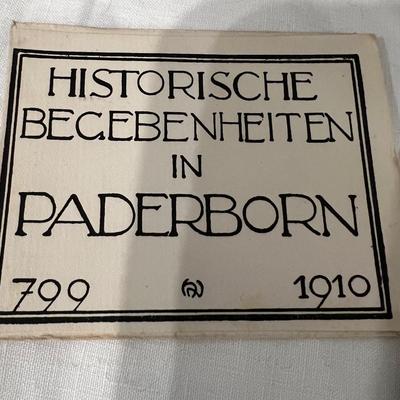 HISTORISCHE
BEGEBENHEITEN
IN
PADERBORN
799 1910